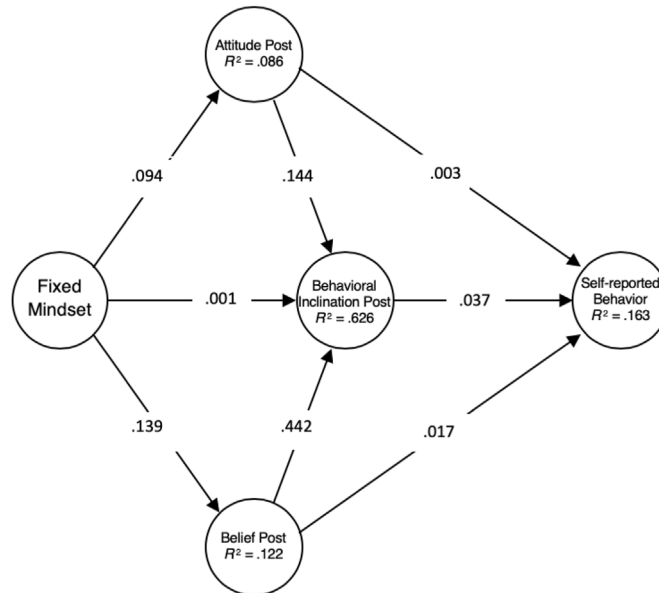 Attitude Post
R² = .086
.094
.144
.003
Fixed
Mindset
.001
Behavioral
Inclination Post
R² = .626
.037
Self-reported
Behavior
R² = .163
.139
.442
.017
Belief Post
R² = .122